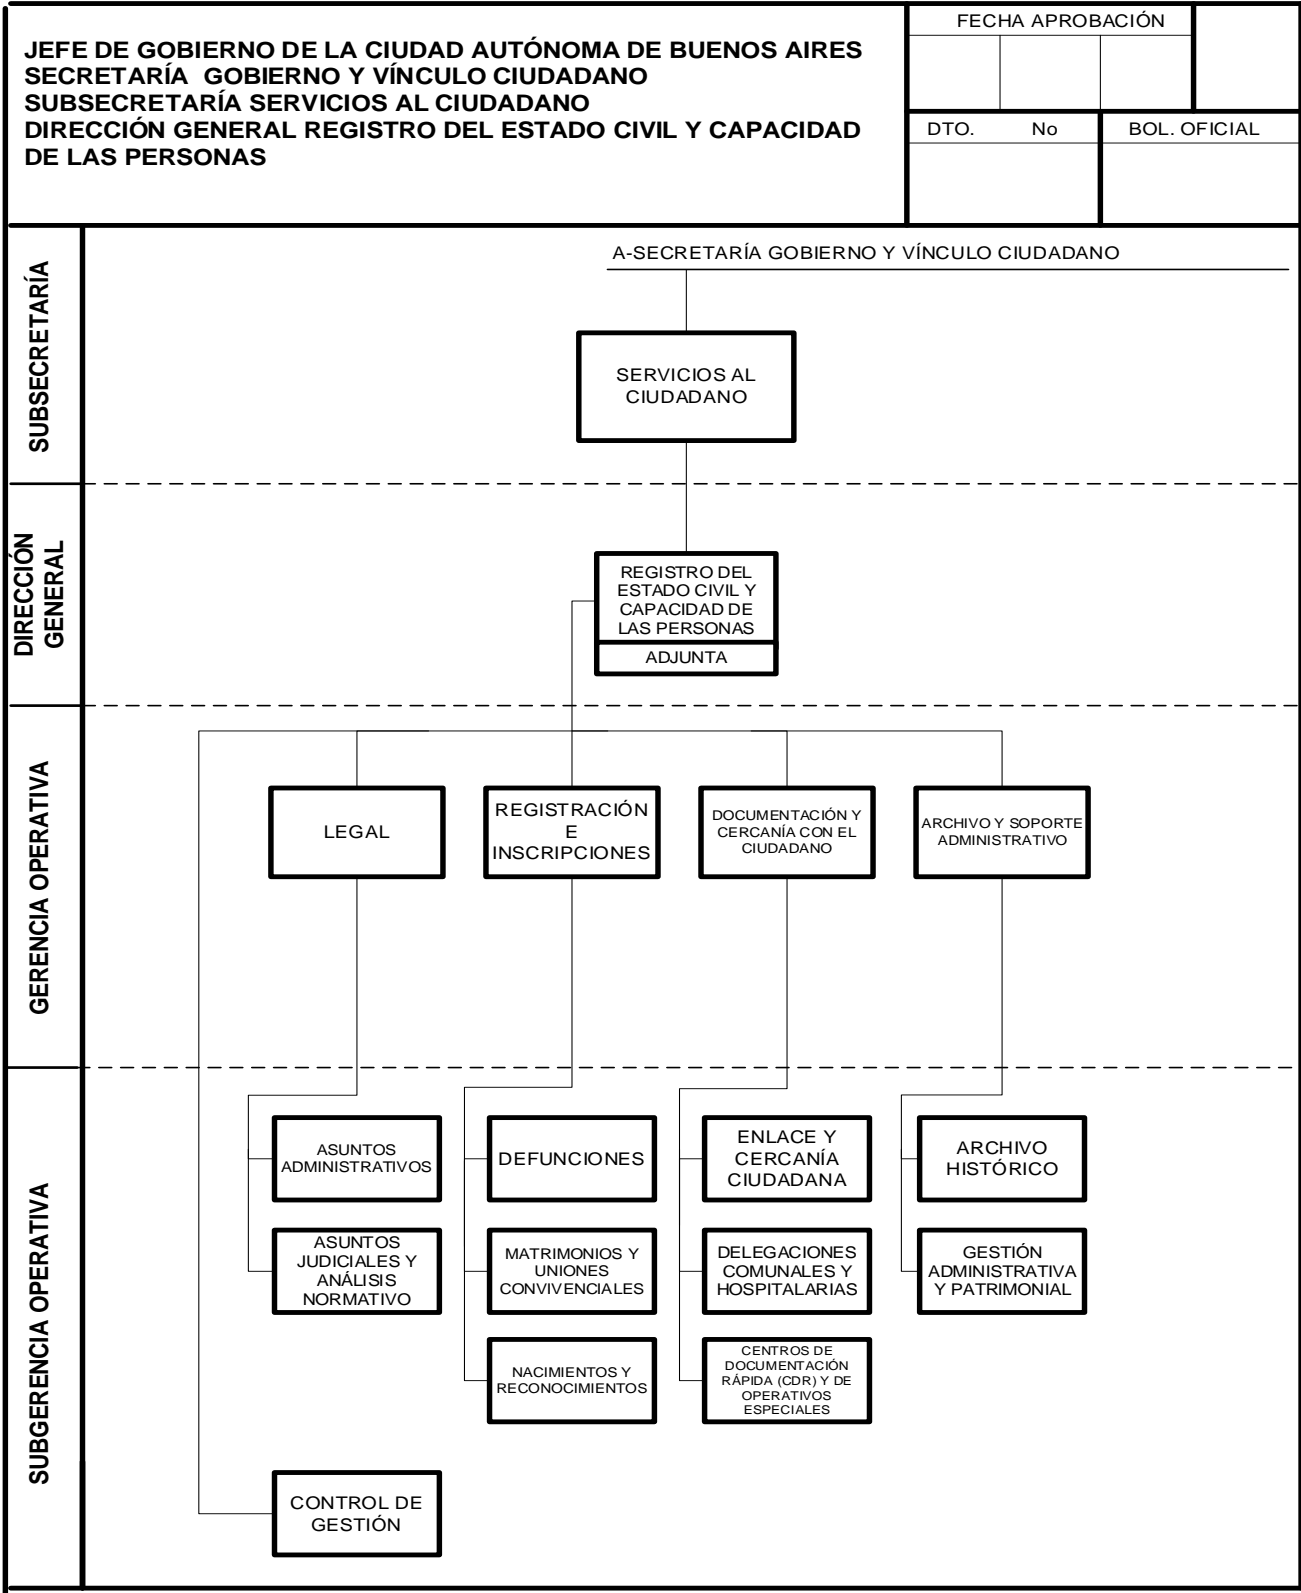 JEFE DE GOBIERNO DE LA CIUDAD AUTÓNOMA DE BUENOS AIRES
SECRETARÍA GOBIERNO Y VÍNCULO CIUDADANO
SUBSECRETARÍA SERVICIOS AL CIUDADANO
DIRECCIÓN GENERAL REGISTRO DEL ESTADO CIVIL Y CAPACIDAD
DE LAS PERSONAS
FECHA APROBACIÓN
DTO. No
BOL. OFICIAL
SUBSECRETARÍA
A-SECRETARÍA GOBIERNO Y VÍNCULO CIUDADANO
SERVICIOS AL
CIUDADANO
DIRECCIÓN
GENERAL
REGISTRO DEL
ESTADO CIVIL Y
CAPACIDAD DE
LAS PERSONAS
ADJUNTA
GERENCIA OPERATIVA
LEGAL
REGISTRACIÓN
E
INSCRIPCIONES
DOCUMENTACIÓN Y
CERCANÍA CON EL
CIUDADANO
ARCHIVO Y SOPORTE
ADMINISTRATIVO
SUBGERENCIA OPERATIVA
ASUNTOS
ADMINISTRATIVOS
DEFUNCIONES
ENLACE Y
CERCANÍA
CIUDADANA
ARCHIVO
HISTÓRICO
ASUNTOS
JUDICIALES Y
ANÁLISIS
NORMATIVO
MATRIMONIOS Y
UNIONES
CONVIVENCIALES
DELEGACIONES
COMUNALES Y
HOSPITALARIAS
GESTIÓN
ADMINISTRATIVA
Y PATRIMONIAL
NACIMIENTOS Y
RECONOCIMIENTOS
CENTROS DE
DOCUMENTACIÓN
RÁPIDA (CDR) Y DE
OPERATIVOS
ESPECIALES
CONTROL DE
GESTIÓN